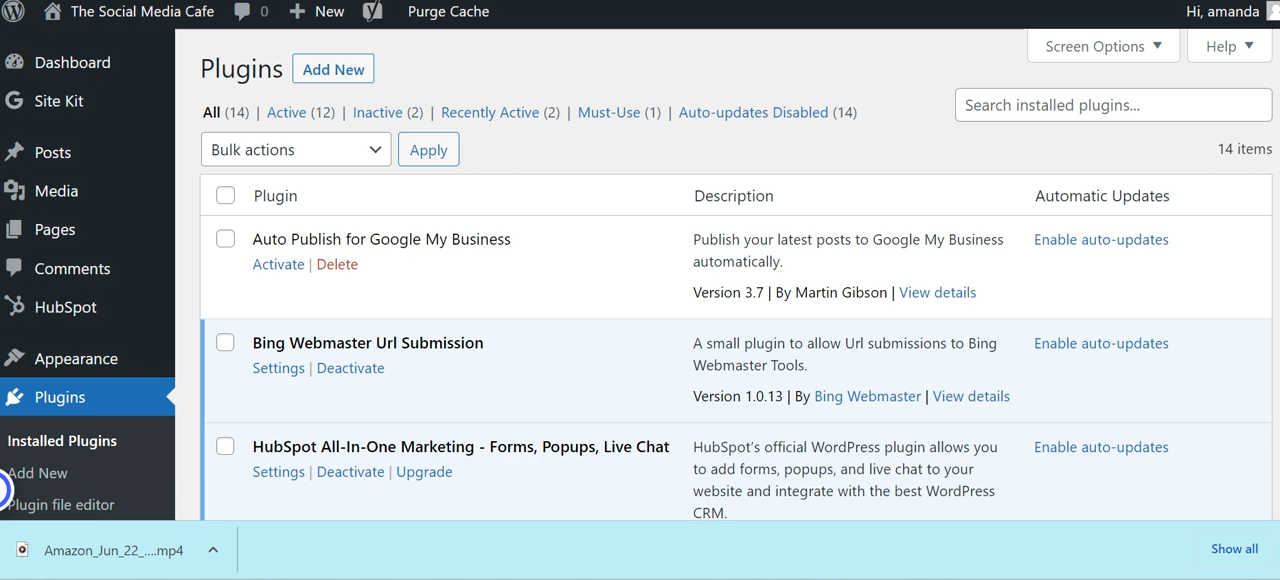 The Social Media Cafe 0 New Purge Cache Hi, amanda
Dashboard
Site Kit
Posts
Media
Pages
Comments
HubSpot
Appearance
Plugins
Installed Plugins
Add New
Plugin file editor
Screen Options Help
Plugins Add New
All (14) | Active (12) | Inactive (2) | Recently Active (2) | Must-Use (1) | Auto-updates Disabled (14)
Search installed plugins...
Bulk actions Apply
14 items
Plugin Description Automatic Updates
Auto Publish for Google My Business
Activate | Delete
Publish your latest posts to Google My Business
automatically.
Version 3.7 | By Martin Gibson | View details
Enable auto-updates
Bing Webmaster Url Submission
Settings | Deactivate
A small plugin to allow Url submissions to Bing
Webmaster Tools.
Version 1.0.13 | By Bing Webmaster | View details
Enable auto-updates
HubSpot All-In-One Marketing - Forms, Popups, Live Chat
Settings | Deactivate | Upgrade
HubSpot's official WordPress plugin allows you
to add forms, popups, and live chat to your
website and integrate with the best WordPress
CRM.
Enable auto-updates
Amazon_Jun_22_....mp4
Show all